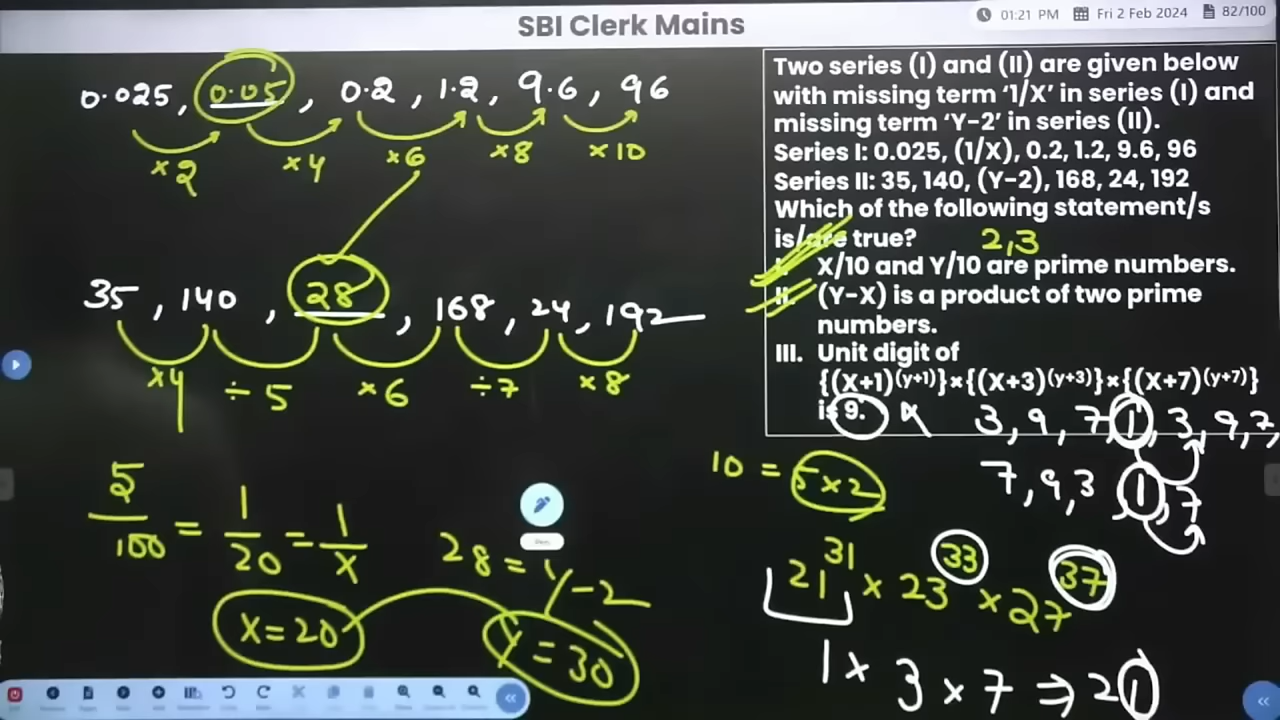 SBI Clerk Mains
01:21 PM Fri 2 Feb 2024 82/100
0.025, 0.05, 0.2, 1.2, 9.6, 96
×2 ×4 ×6 ×8 ×10
35, 140, 28, 168, 24, 192
×4 ÷5 ×6 ÷7 ×8
5/100 = 1/20 = 1/X
X=20
28 = Y-2
Y=30
Two series (I) and (II) are given below
with missing term ‘1/X’ in series (I) and
missing term ‘Y-2’ in series (II).
Series I: 0.025, (1/X), 0.2, 1.2, 9.6, 96
Series II: 35, 140, (Y-2), 168, 24, 192
Which of the following statement/s
is/are true? 2,3
I. X/10 and Y/10 are prime numbers.
II. (Y-X) is a product of two prime
numbers.
III. Unit digit of
{(X+1)^(y+1)}×{(X+3)^(y+3)}×{(X+7)^(y+7)}
is 9. 3, 9, 7, 1, 3, 9, 7,
10 = 5×2
7, 9, 3, 1, 7
21^31 × 23^33 × 27^37
1 × 3 × 7 ⇒ 21